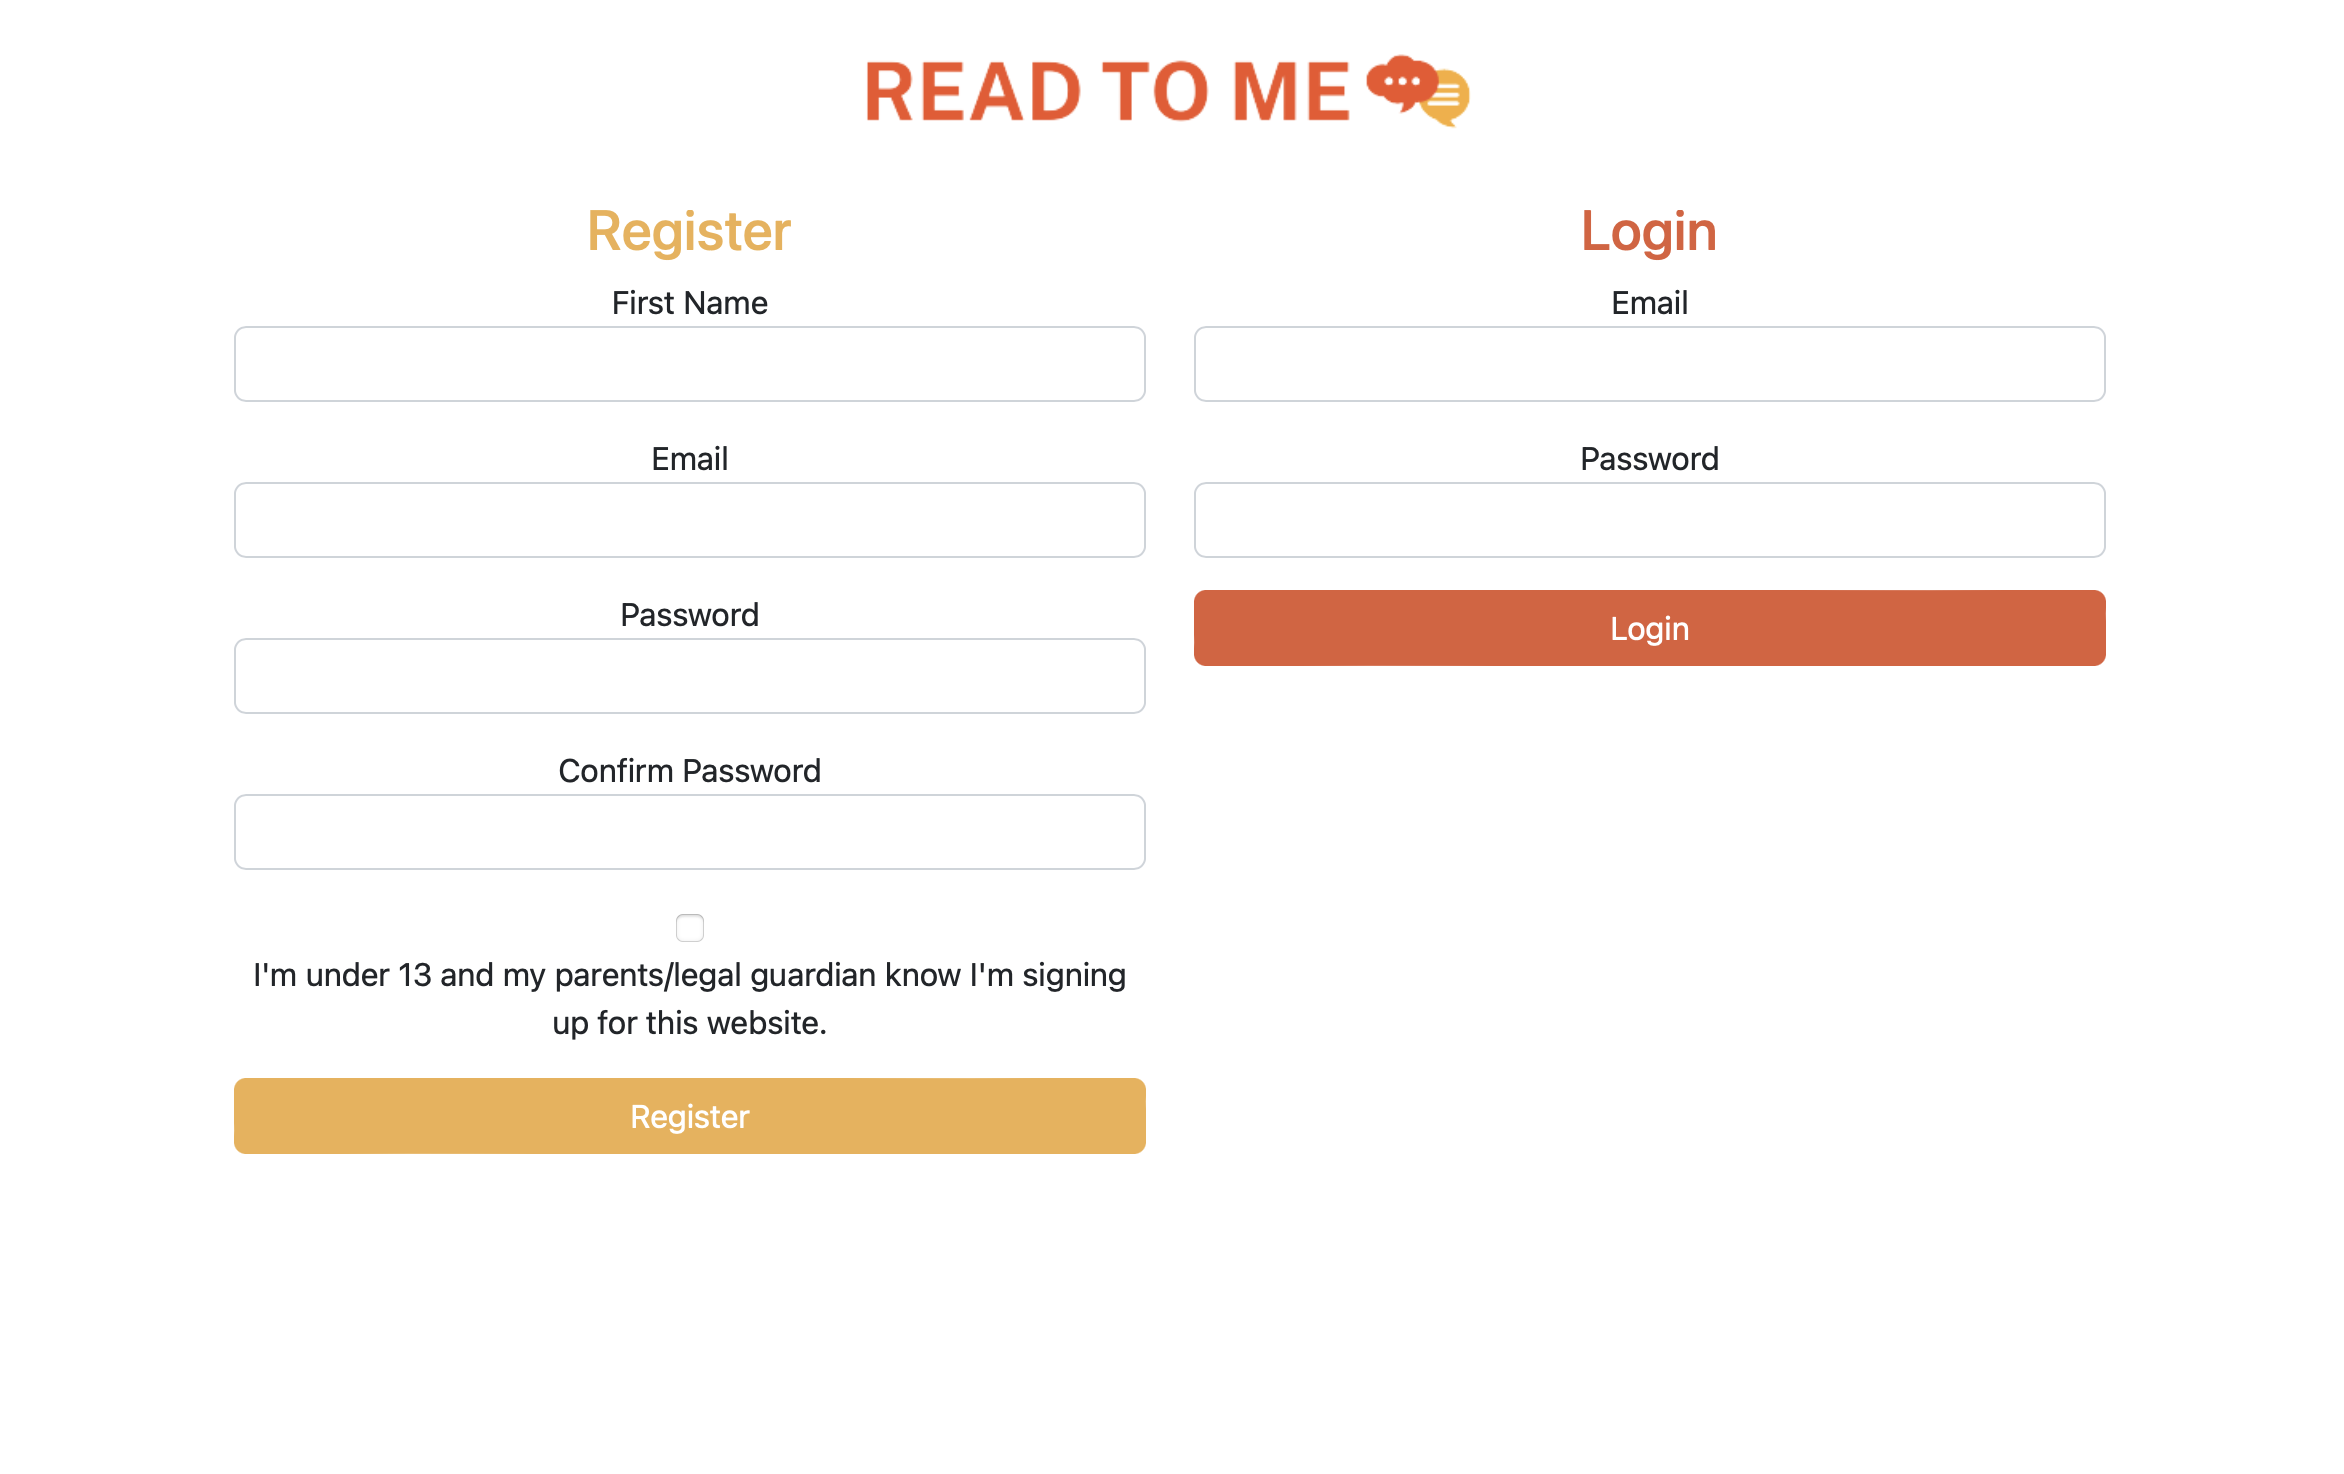 READ TO ME
Register
First Name
Email
Password
Confirm Password
I'm under 13 and my parents/legal guardian know I'm signing
up for this website.
Register
Login
Email
Password
Login